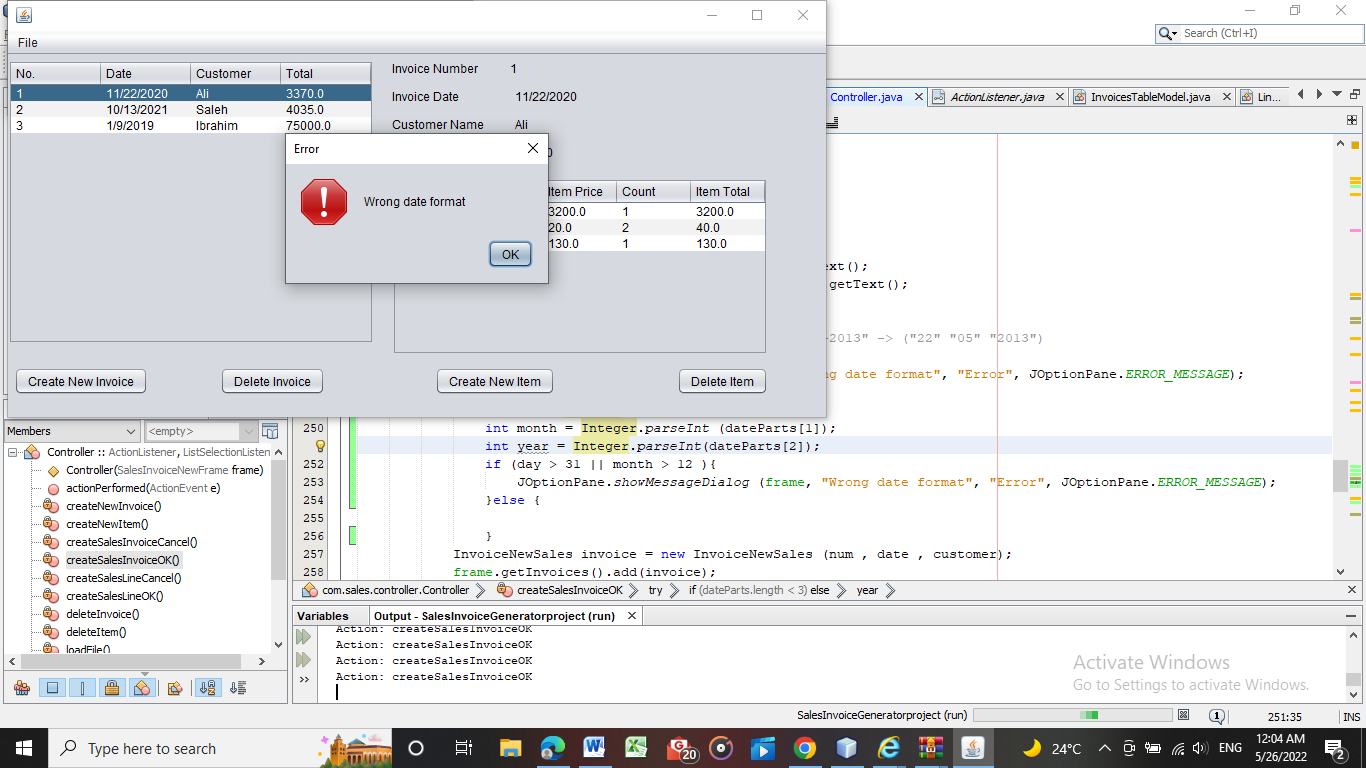 File
Search (Ctrl+I)
No. Date Customer Total
1 11/22/2020 Ali 3370.0
2 10/13/2021 Saleh 4035.0
3 1/9/2019 Ibrahim 75000.0
Invoice Number 1
Invoice Date 11/22/2020
Customer Name Ali
0
Item Price Count Item Total
3200.0 1 3200.0
20.0 2 40.0
130.0 1 130.0
Error
Wrong date format
OK
Create New Invoice Delete Invoice Create New Item Delete Item
Controller.java ActionListener.java InvoicesTableModel.java Lin...
ext();
getText();
-2013" -> ("22" "05" "2013")
ng date format", "Error", JOptionPane.ERROR_MESSAGE);
250 int month = Integer.parseInt (dateParts[1]);
int year = Integer.parseInt(dateParts[2]);
252 if (day > 31 || month > 12 ){
253 JOptionPane.showMessageDialog (frame, "Wrong date format", "Error", JOptionPane.ERROR_MESSAGE);
254 }else {
255
256 }
257 InvoiceNewSales invoice = new InvoiceNewSales (num , date , customer);
258 frame.getInvoices().add(invoice);
Members <empty>
Controller :: ActionListener, ListSelectionListen
Controller(SalesInvoiceNewFrame frame)
actionPerformed(ActionEvent e)
createNewInvoice()
createNewItem()
createSalesInvoiceCancel()
createSalesInvoiceOK()
createSalesLineCancel()
createSalesLineOK()
deleteInvoice()
deleteItem()
loadFile()
com.sales.controller.Controller createSalesInvoiceOK try if (dateParts.length < 3) else year
Variables Output - SalesInvoiceGeneratorproject (run)
Action: createSalesInvoiceOK
Action: createSalesInvoiceOK
Action: createSalesInvoiceOK
Action: createSalesInvoiceOK
Activate Windows
Go to Settings to activate Windows.
SalesInvoiceGeneratorproject (run) 1 251:35 INS
Type here to search
20
24°C
ENG
12:04 AM
5/26/2022
2